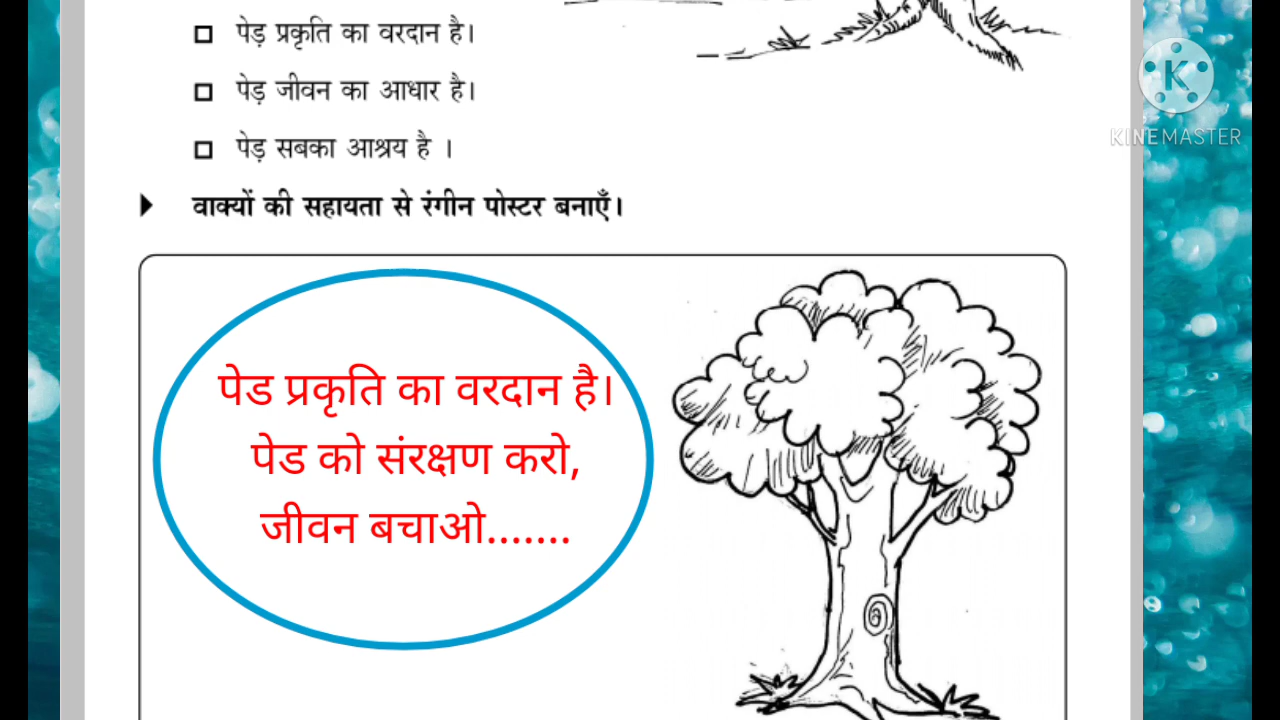 पेड़ प्रकृति का वरदान है।
पेड़ जीवन का आधार है।
पेड़ सबका आश्रय है ।
वाक्यों की सहायता से रंगीन पोस्टर बनाएँ।
पेड प्रकृति का वरदान है।
पेड को संरक्षण करो,
जीवन बचाओ.......
K
KINEMASTER